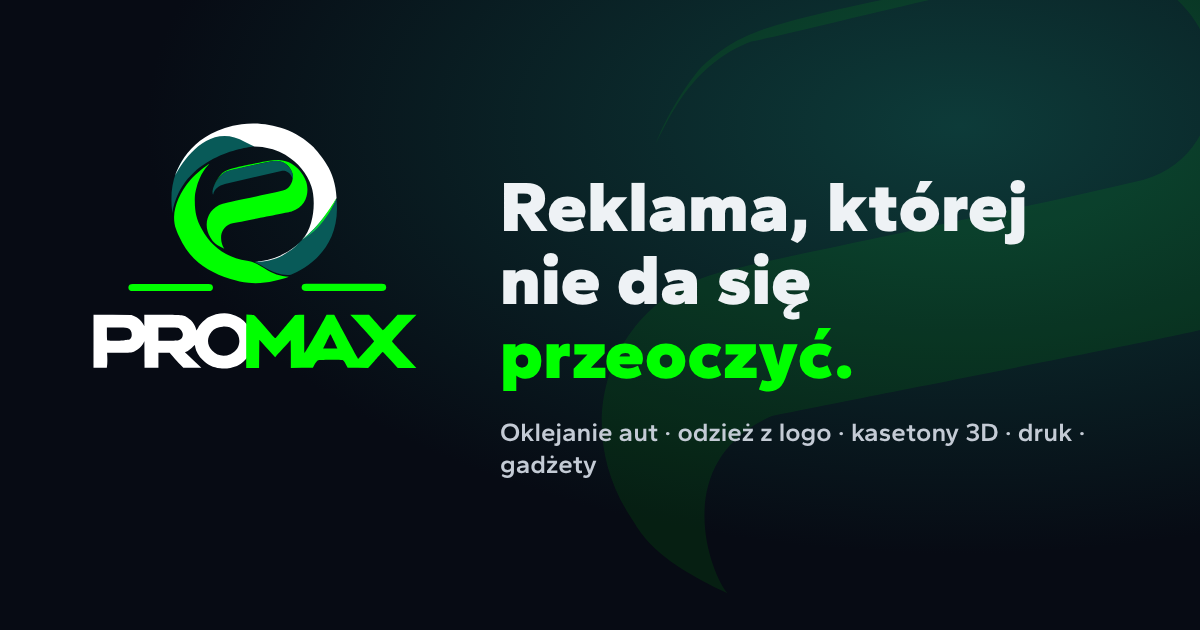 PROMAX
Reklama, której
nie da się
przeoczyć.
Oklejanie aut · odzież z logo · kasetony 3D · druk ·
gadżety